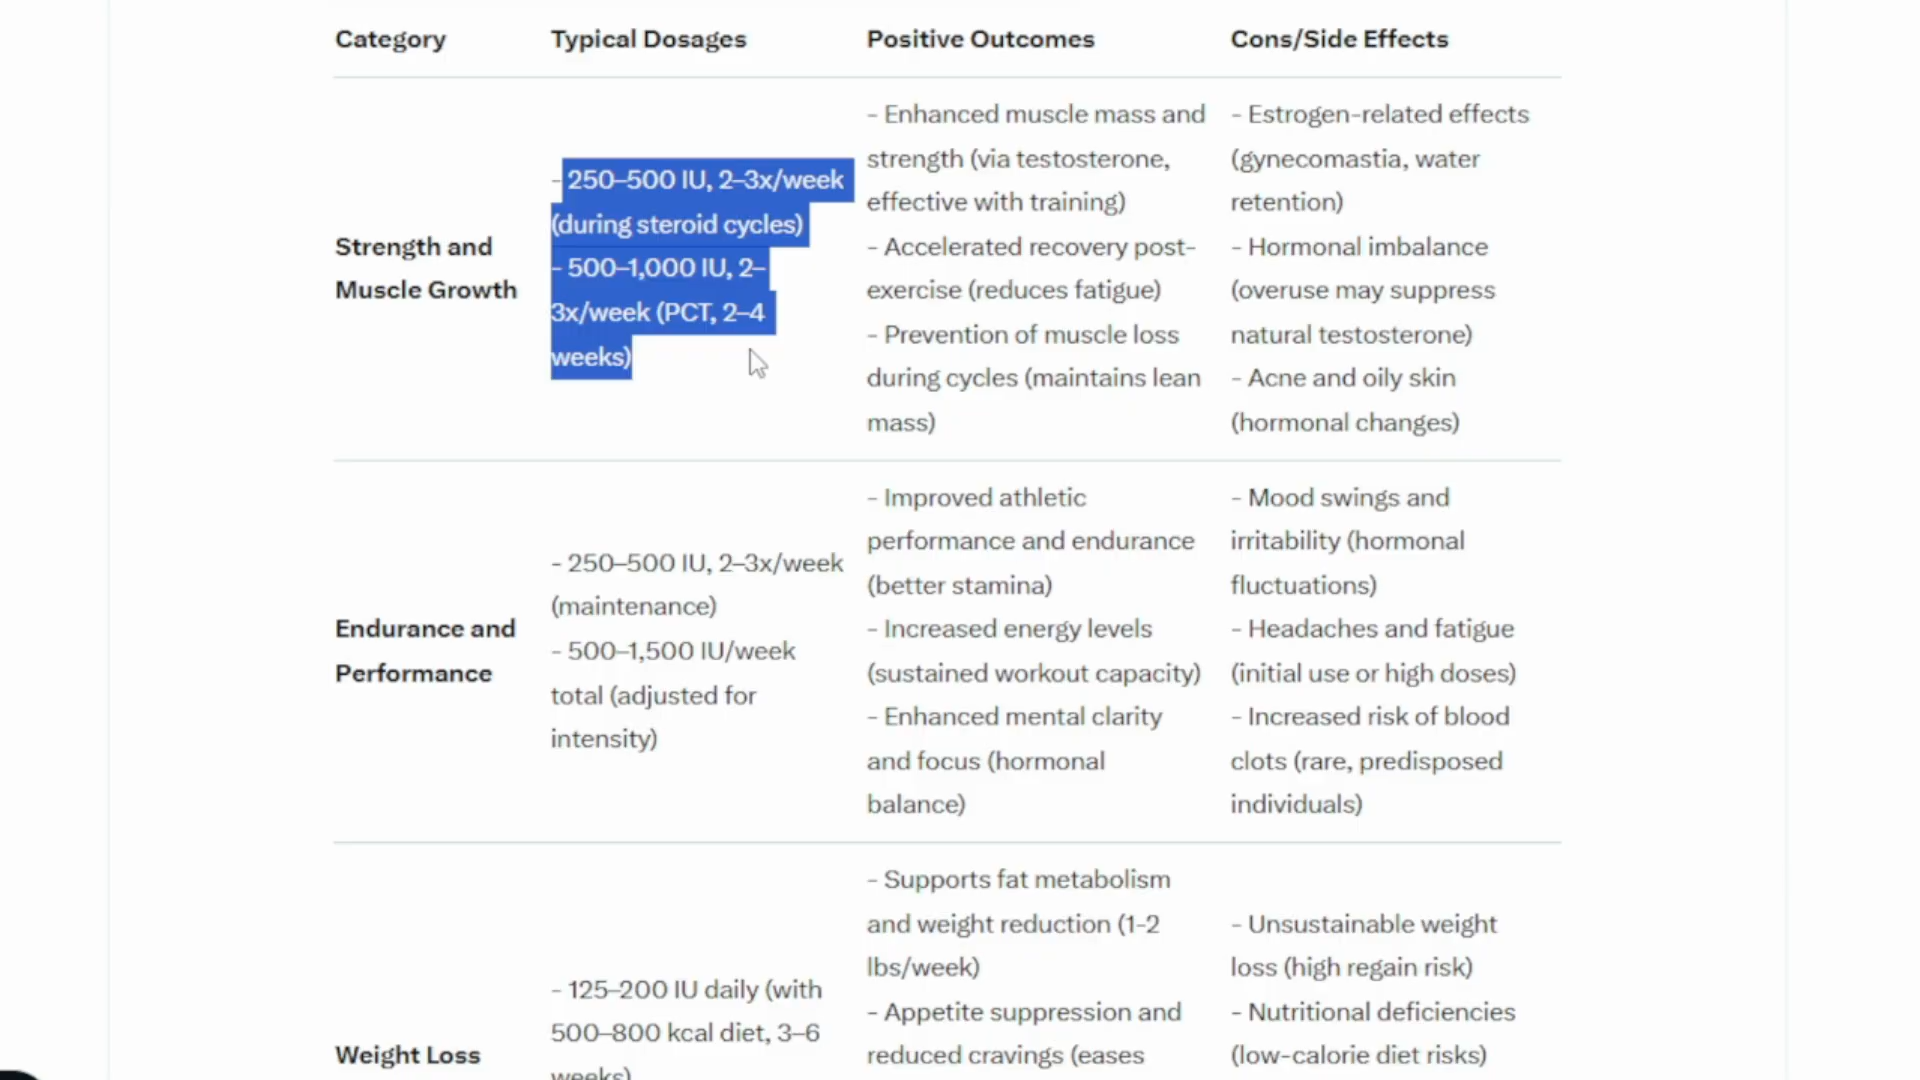 Category Typical Dosages Positive Outcomes Cons/Side Effects
Strength and
Muscle Growth
- 250–500 IU, 2–3x/week
(during steroid cycles)
- 500–1,000 IU, 2–
3x/week (PCT, 2–4
weeks)
- Enhanced muscle mass and
strength (via testosterone,
effective with training)
- Accelerated recovery post-
exercise (reduces fatigue)
- Prevention of muscle loss
during cycles (maintains lean
mass)
- Estrogen-related effects
(gynecomastia, water
retention)
- Hormonal imbalance
(overuse may suppress
natural testosterone)
- Acne and oily skin
(hormonal changes)
Endurance and
Performance
- 250–500 IU, 2–3x/week
(maintenance)
- 500–1,500 IU/week
total (adjusted for
intensity)
- Improved athletic
performance and endurance
(better stamina)
- Increased energy levels
(sustained workout capacity)
- Enhanced mental clarity
and focus (hormonal
balance)
- Mood swings and
irritability (hormonal
fluctuations)
- Headaches and fatigue
(initial use or high doses)
- Increased risk of blood
clots (rare, predisposed
individuals)
Weight Loss
- 125–200 IU daily (with
500–800 kcal diet, 3–6
weeks)
- Supports fat metabolism
and weight reduction (1-2
lbs/week)
- Appetite suppression and
reduced cravings (eases
- Unsustainable weight
loss (high regain risk)
- Nutritional deficiencies
(low-calorie diet risks)